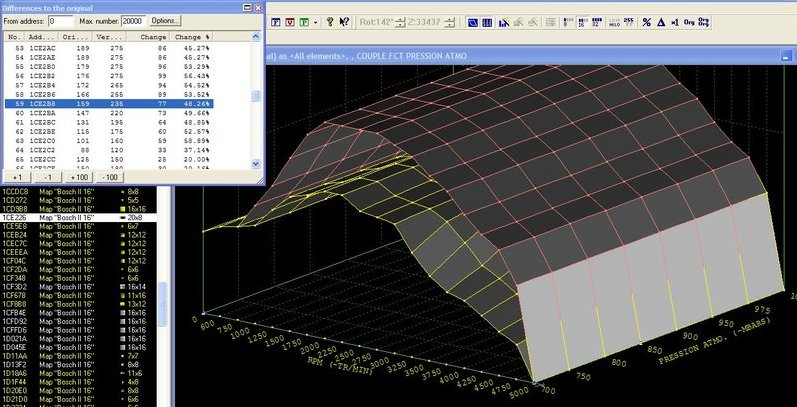 Differences to the original
From address: 0 Max. number: 20000 Options...
No. Add... Ori... Ver... Change Change %
53 1CE2AC 189 275 86 45.27%
54 1CE2AE 189 275 86 45.27%
55 1CE2B0 179 275 96 53.29%
56 1CE2B2 176 275 99 56.43%
57 1CE2B4 172 265 94 54.52%
58 1CE2B6 166 255 89 53.52%
59 1CE2B8 159 235 77 48.26%
60 1CE2BA 147 220 73 49.66%
61 1CE2BC 131 195 64 48.85%
62 1CE2BE 115 175 60 52.57%
63 1CE2C0 101 160 59 58.89%
64 1CE2C2 88 120 33 37.14%
65 1CE2CC 125 150 25 20.00%
+1 -1 +100 -100
Rot:142° Z:33437
al) as <All elements>, , COUPLE FCT PRESSION ATMO
1CCDC8 Map "Bosch II 16" 8x8
1CD272 Map "Bosch II 16" 5x5
1CD9B8 Map "Bosch II 16" 16x16
1CE226 Map "Bosch II 16" 20x8
1CE5E8 Map "Bosch II 16" 6x7
1CEB24 Map "Bosch II 16" 12x12
1CEC7C Map "Bosch II 16" 12x12
1CEEEA Map "Bosch II 16" 12x12
1CF04C Map "Bosch II 16" 12x12
1CF2DA Map "Bosch II 16" 6x6
1CF348 Map "Bosch II 16" 6x6
1CF3D2 Map "Bosch II 16" 16x14
1CF678 Map "Bosch II 16" 11x16
1CF8B8 Map "Bosch II 16" 13x12
1CFB4E Map "Bosch II 16" 16x16
1CFD92 Map "Bosch II 16" 16x16
1CFFD6 Map "Bosch II 16" 16x16
1D021A Map "Bosch II 16" 16x16
1D045E Map "Bosch II 16" 16x16
1D11AA Map "Bosch II 16" 7x7
1D13F2 Map "Bosch II 16" 8x8
1D18A6 Map "Bosch II 16" 11x6
1D1F44 Map "Bosch II 16" 4x8
1D20E0 Map "Bosch II 16" 8x8
1D21D0 Map "Bosch II 16" 6x6
0 600 750 1000 1250 1500 1750 2000 2250 2500 2750 3000 3250 3500 3750 4000 4250 4500 4750 5000
RPM (-TR/MIN)
700 750 800 850 900 950 975
PRESSION ATMO. (-MBARS)